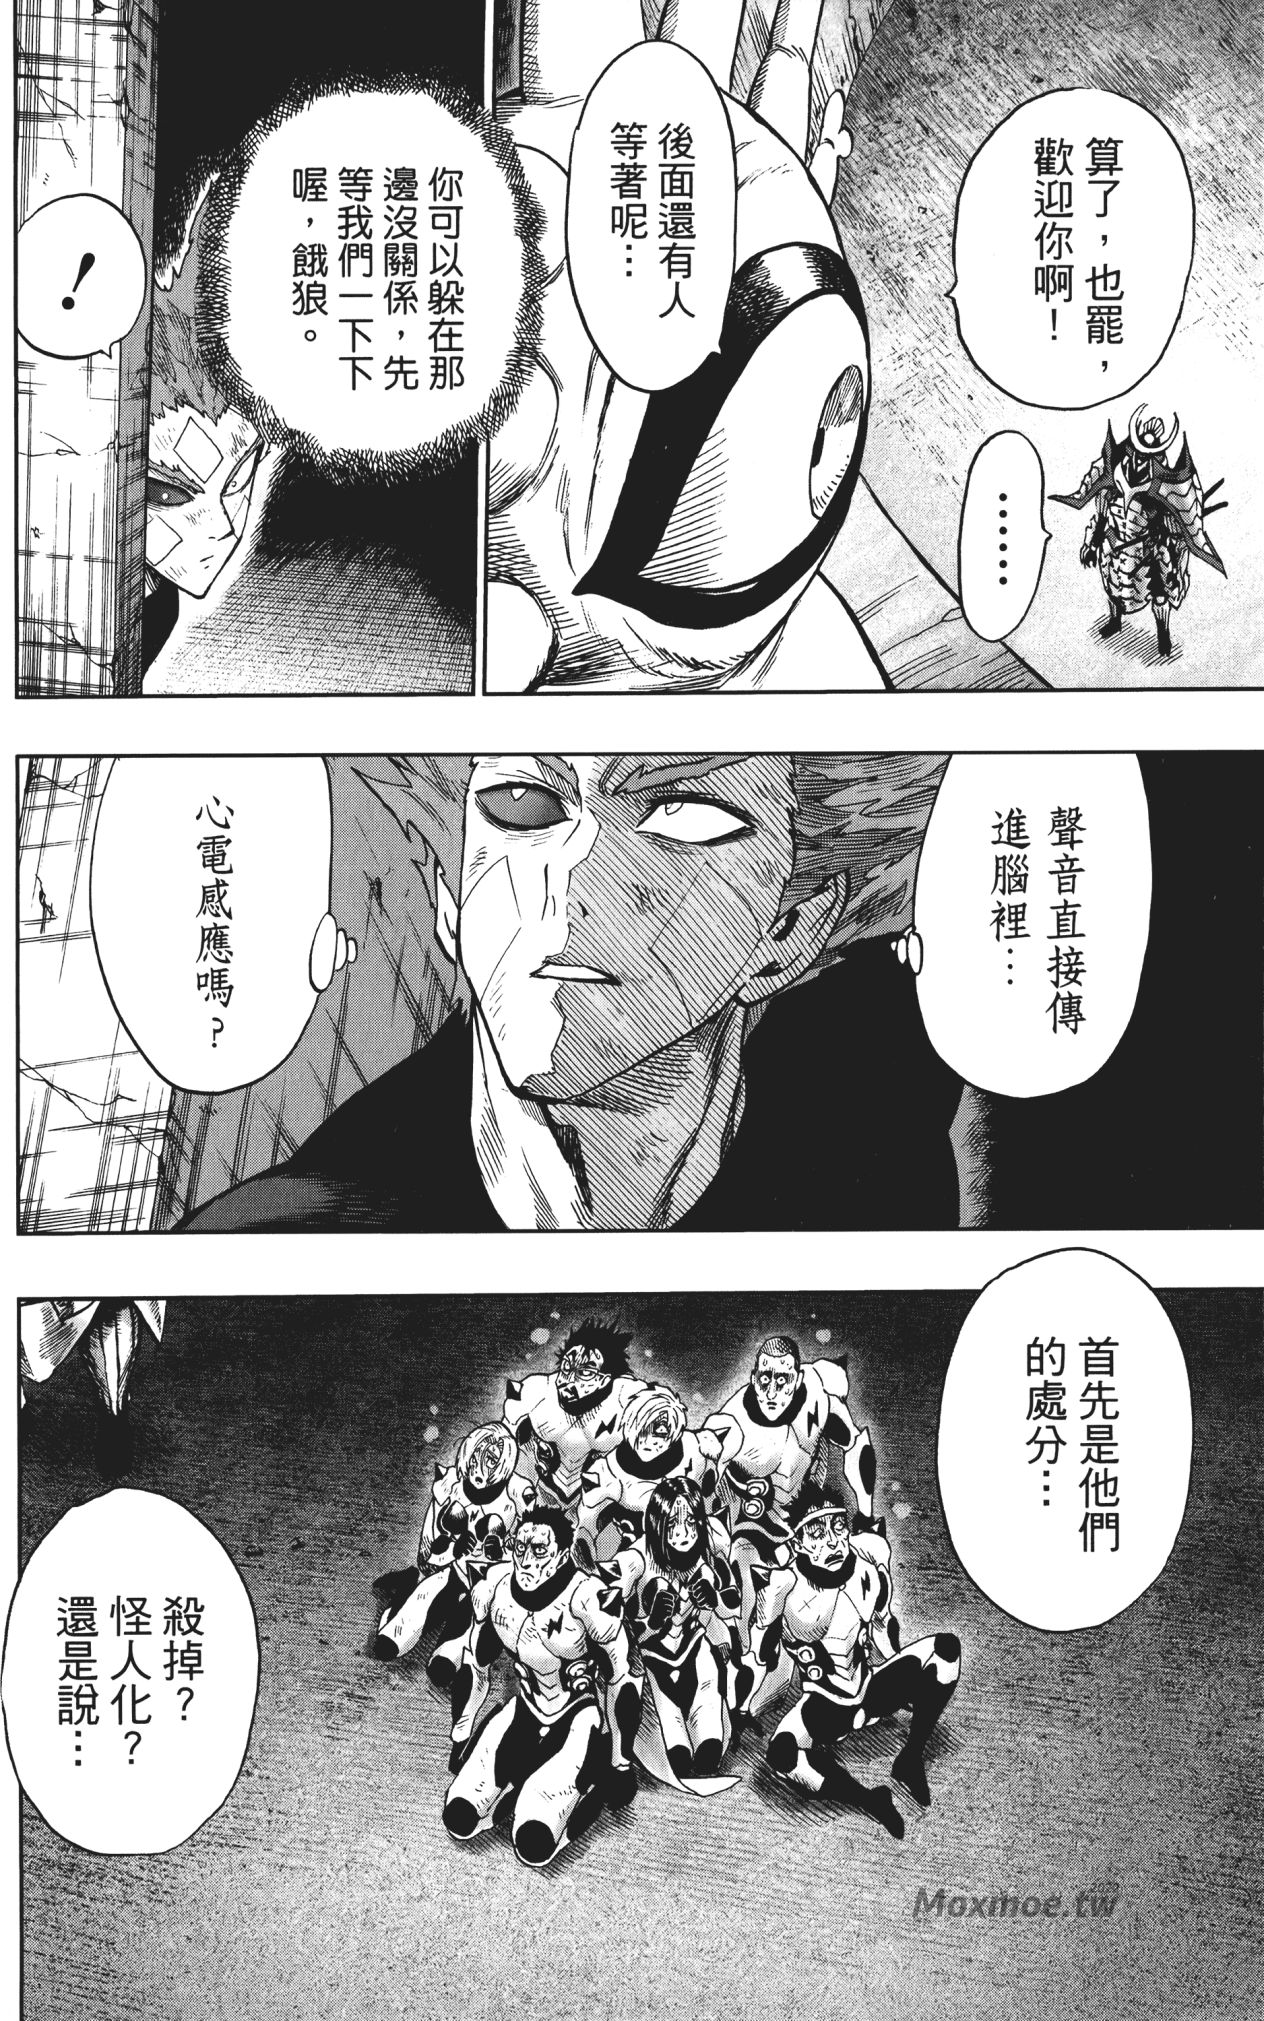 算了，也罷，
歡迎你啊！
……
後面還有人
等著呢…
你可以躲在那
邊沒關係，先
等我們一下下
喔，餓狼。
！
聲音直接傳
進腦裡…
心電感應嗎？
首先是他們
的處分…
殺掉？
怪人化？
還是說…
Moxmoe.tw